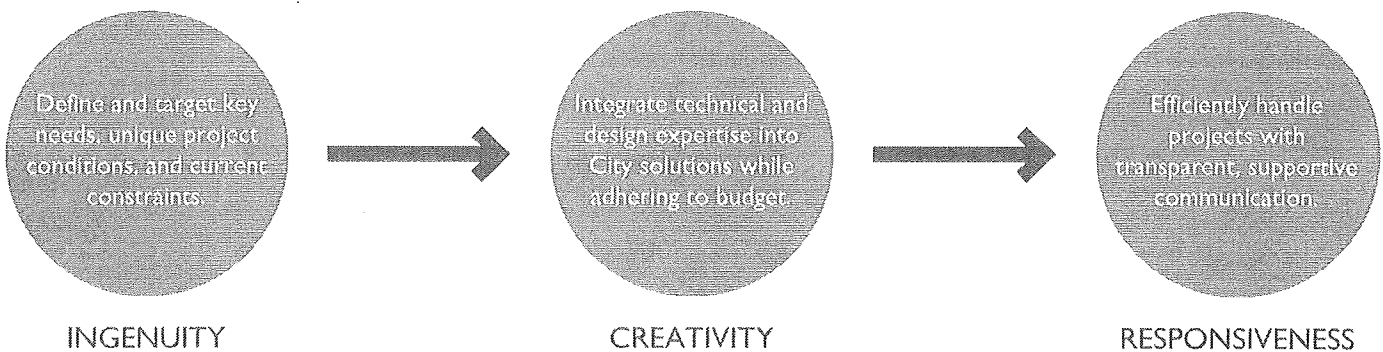 Define and target key
needs, unique project
conditions, and current
constraints.
INGENUITY
Integrate technical and
design expertise into
City solutions while
adhering to budget.
CREATIVITY
Efficiently handle
projects with
transparent, supportive
communication.
RESPONSIVENESS